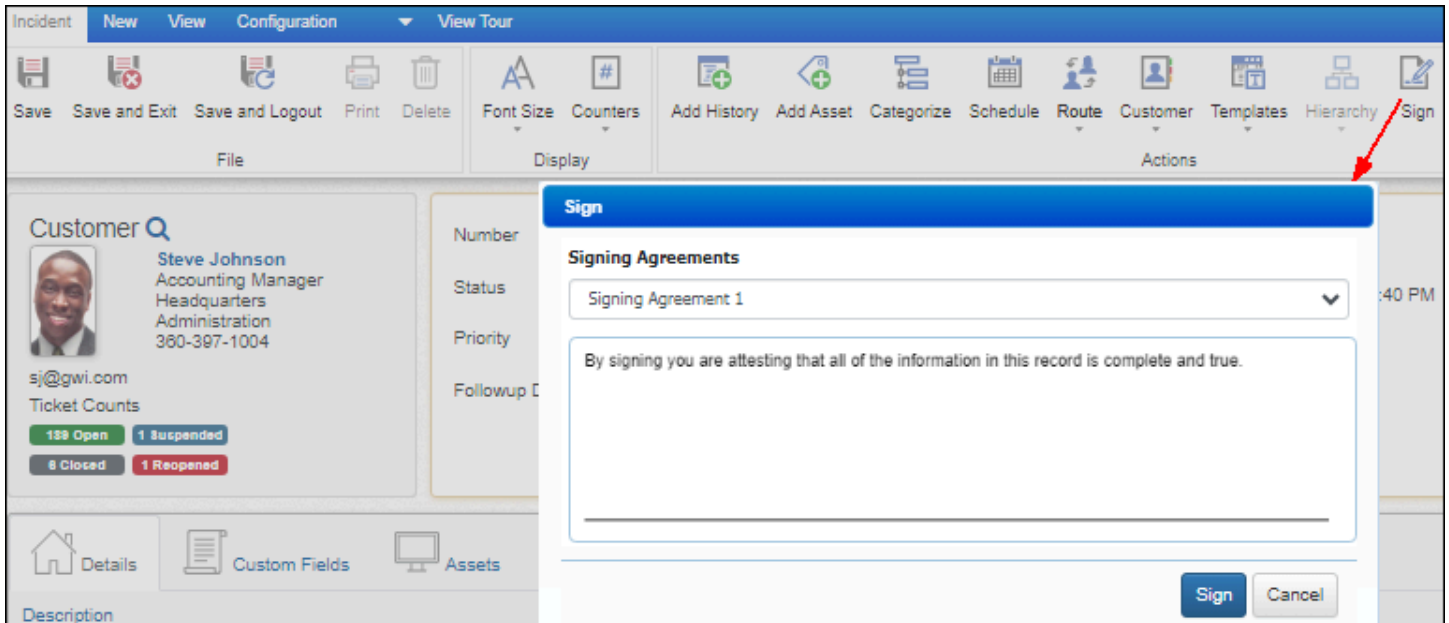 Incident New View Configuration View Tour
Save Save and Exit Save and Logout Print Delete Font Size # Counters Add History Add Asset Categorize Schedule Route Customer Templates Hierarchy Sign
File Display Actions
Customer
Steve Johnson
Accounting Manager
Headquarters
Administration
360-397-1004
sj@gwi.com
Ticket Counts
189 Open 1 Suspended
6 Closed 1 Reopened
Number
Status
Priority
Followup D
:40 PM
Sign
Signing Agreements
Signing Agreement 1
By signing you are attesting that all of the information in this record is complete and true.
Sign Cancel
Details Custom Fields Assets
Description